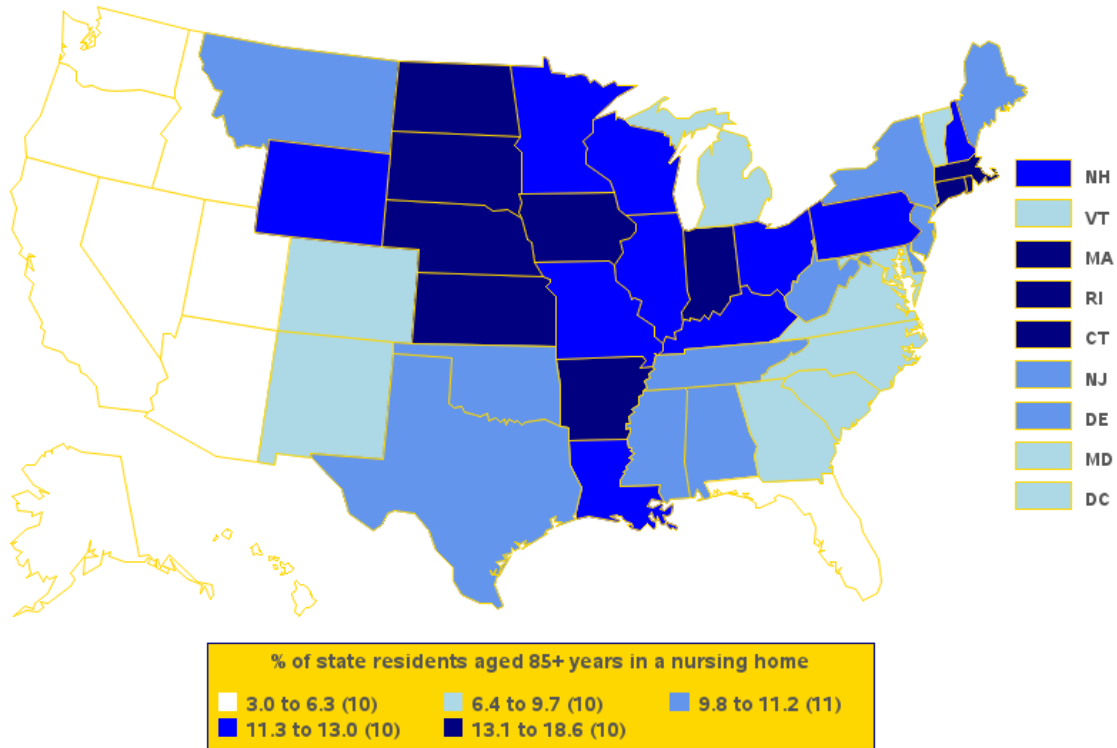 NH
VT
MA
RI
CT
NJ
DE
MD
DC
% of state residents aged 85+ years in a nursing home
3.0 to 6.3 (10) 6.4 to 9.7 (10) 9.8 to 11.2 (11)
11.3 to 13.0 (10) 13.1 to 18.6 (10)